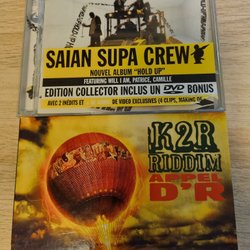 SAIAN SUPA CREW
NOUVEL ALBUM "HOLD UP"
FEATURING WILL I AM, PATRICE, CAMILLE
EDITION COLLECTOR INCLUS UN DVD BONUS
AVEC 2 INÉDITS ET DE VIDEO EXCLUSIVES (4 CLIPS, MAKING OF
K2R
RIDDIM
APPEL
D'R